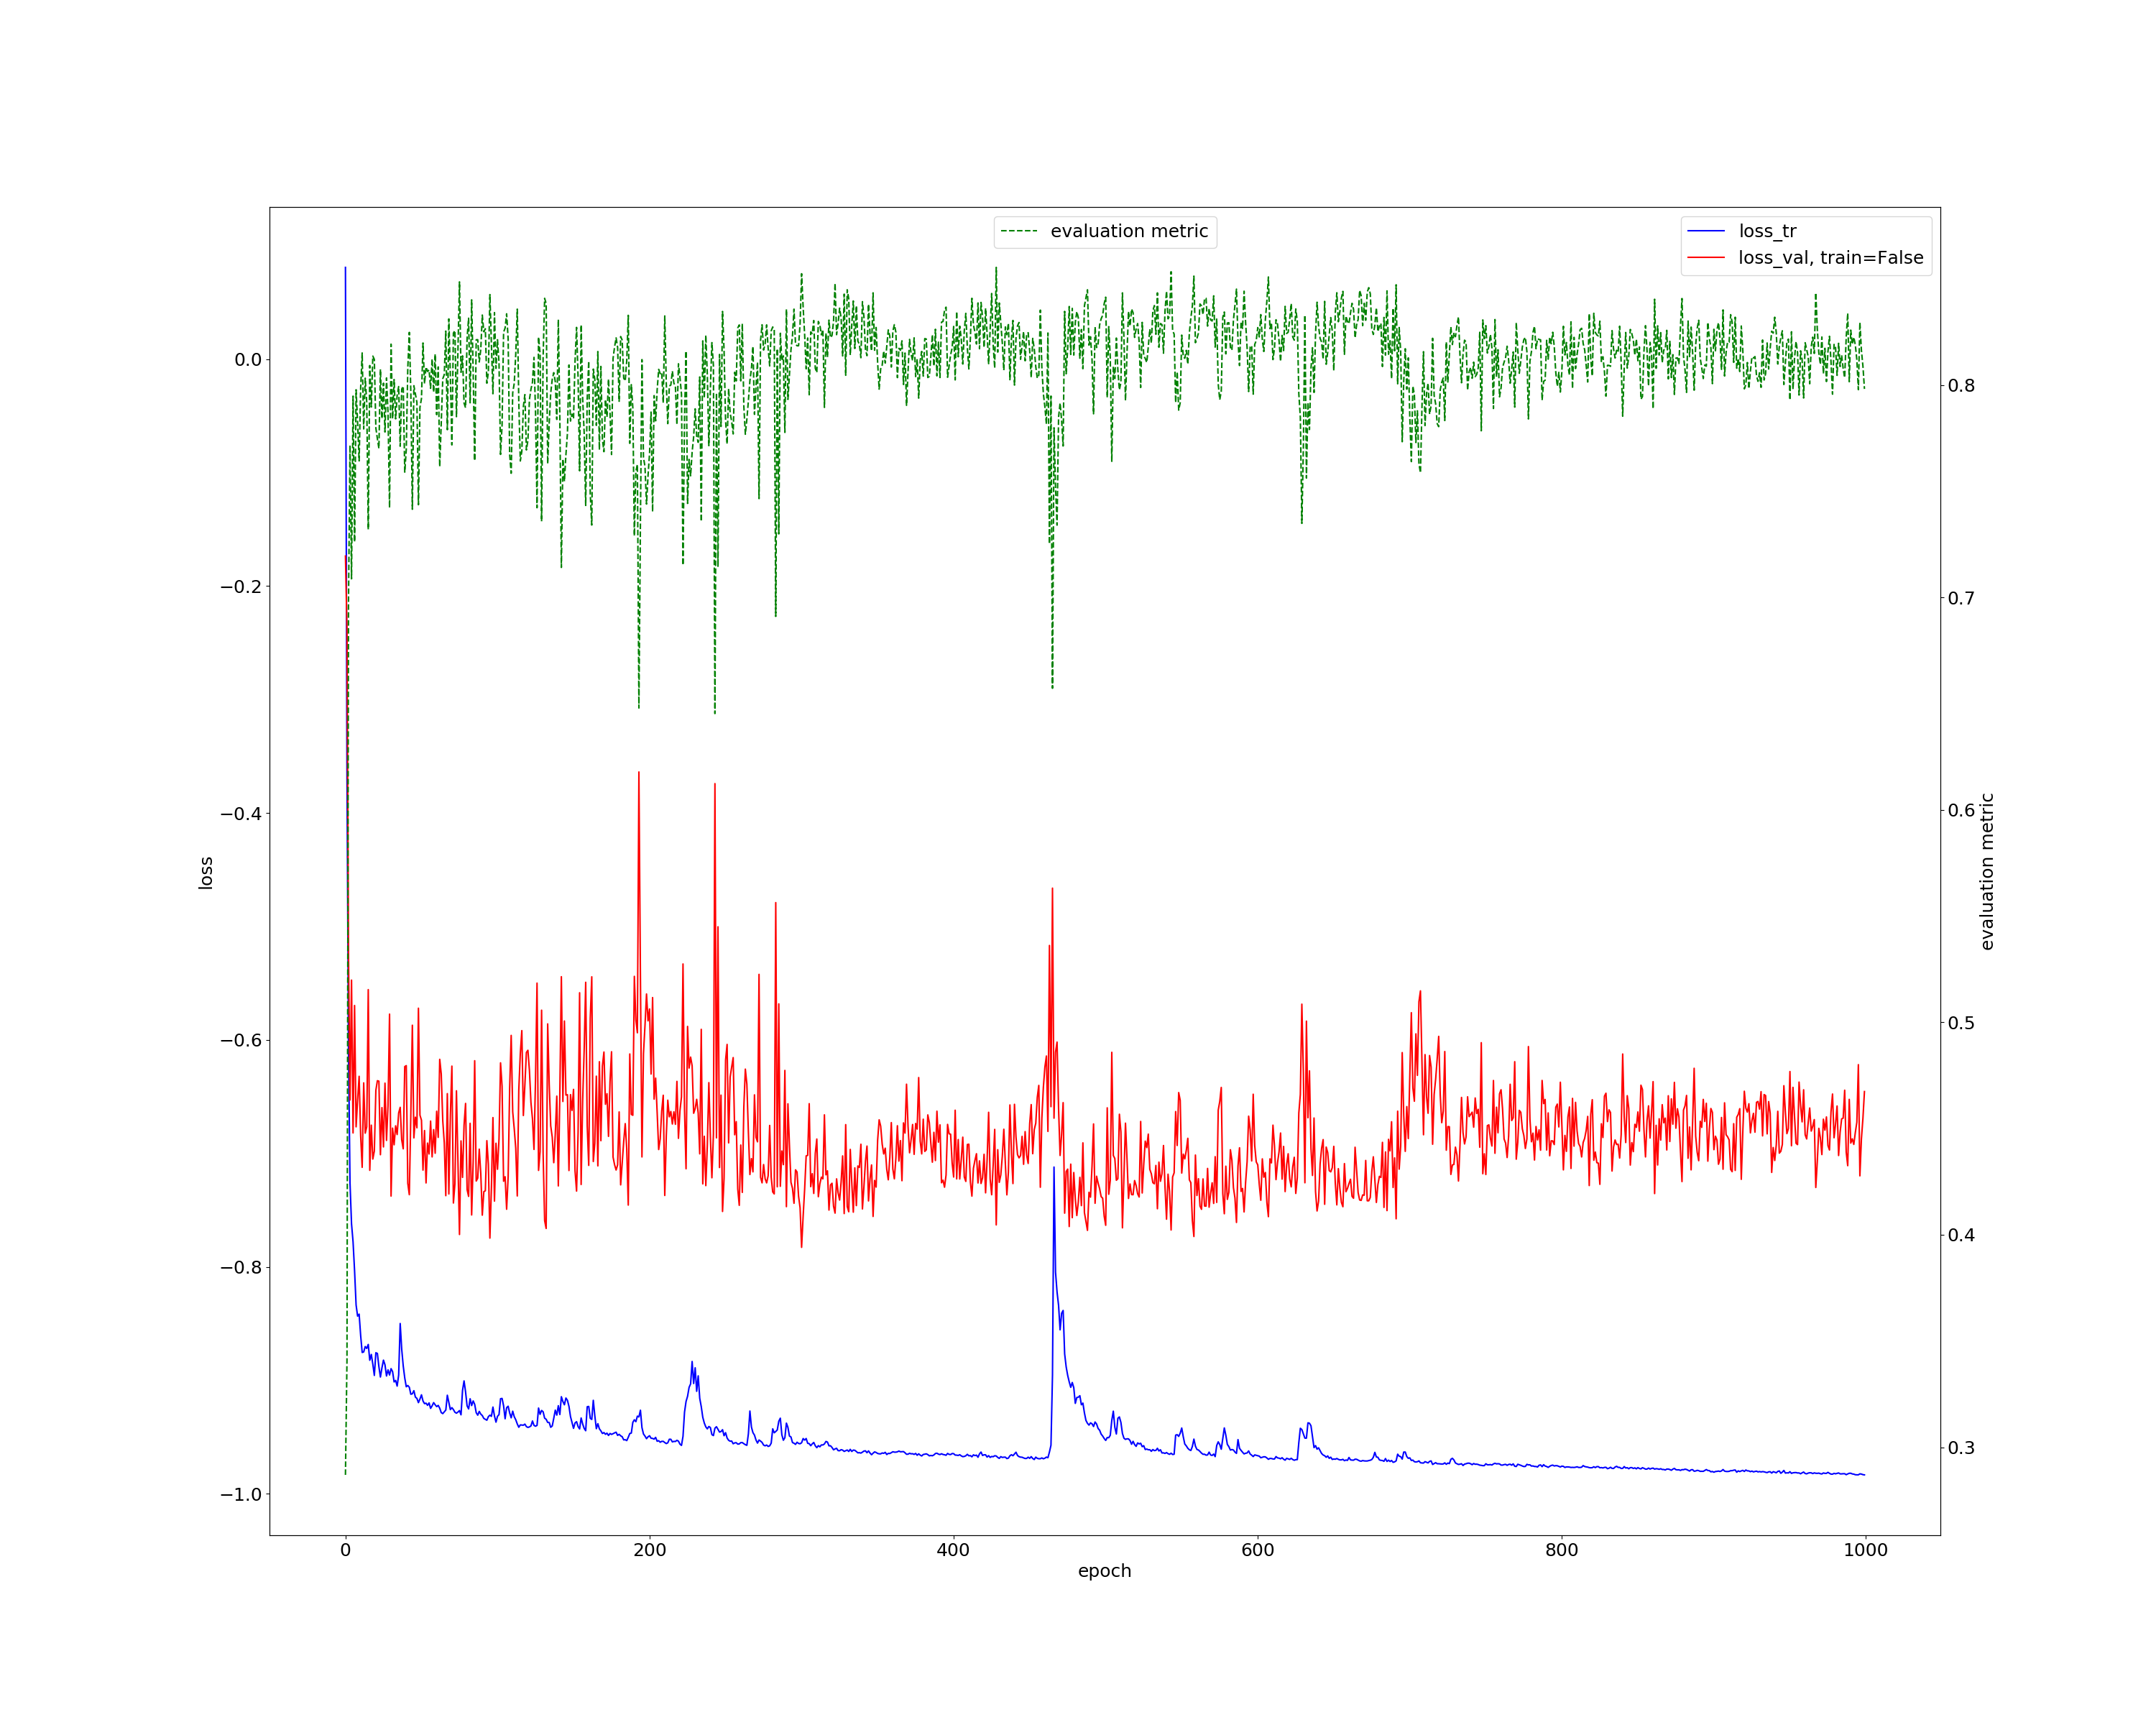 evaluation metric
loss_tr
loss_val, train=False
0.0
−0.2
−0.4
−0.6
−0.8
−1.0
loss
0.8
0.7
0.6
0.5
0.4
0.3
evaluation metric
0 200 400 600 800 1000
epoch